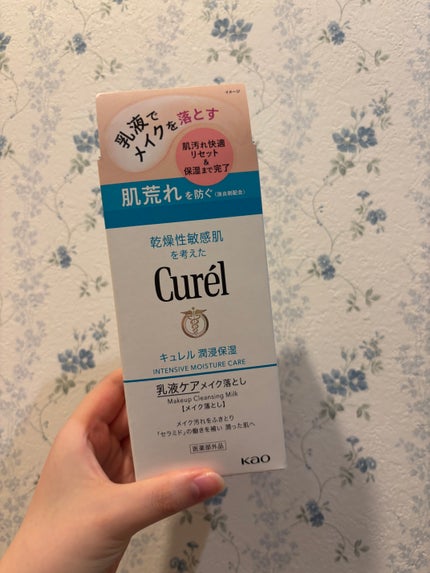 イメージ
乳液で
メイクを落とす
肌汚れ快適
リセット
&
保湿まで完了
肌荒れを防ぐ(消炎剤配合)
乾燥性敏感肌
を考えた
Curél
キュレル 潤浸保湿
INTENSIVE MOISTURE CARE
乳液ケアメイク落とし
Makeup Cleansing Milk
【メイク落とし】
メイク汚れをふきとり
「セラミド」の働きを補い 潤った肌へ
医薬部外品
Kao